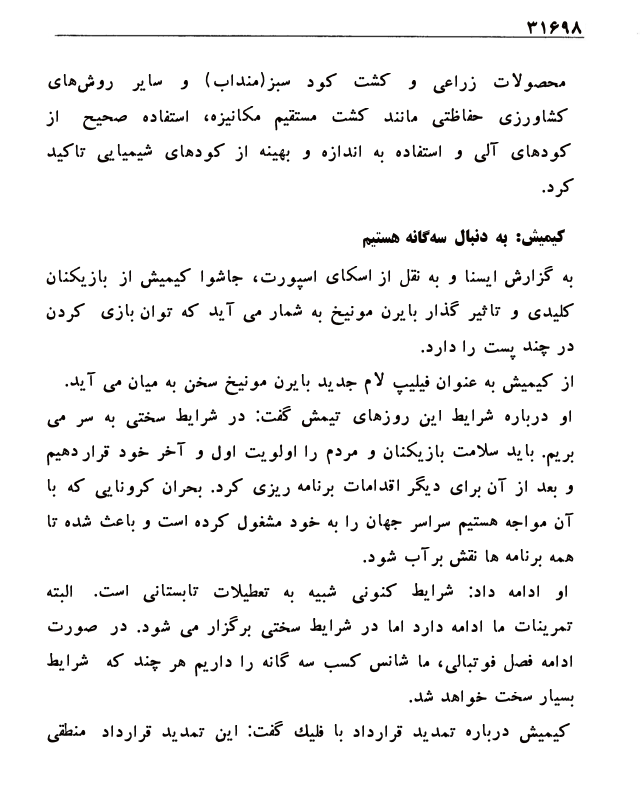 ۳۱۶۹۸
محصولات زراعی و کشت کود سبز(منداب) و سایر روش‌های
کشاورزی حفاظتی مانند کشت مستقیم مکانیزه، استفاده صحیح از
کودهای آلی و استفاده به اندازه و بهینه از کودهای شیمیایی تاکید
کرد.
کیمیش: به دنبال سه‌گانه هستیم
به گزارش ایسنا و به نقل از اسکای اسپورت، جاشوا کیمیش از بازیکنان
کلیدی و تاثیر گذار بایرن مونیخ به شمار می آید که توان بازی کردن
در چند پست را دارد.
از کیمیش به عنوان فیلیپ لام جدید بایرن مونیخ سخن به میان می آید.
او درباره شرایط این روزهای تیمش گفت: در شرایط سختی به سر می
بریم. باید سلامت بازیکنان و مردم را اولویت اول و آخر خود قرار دهیم
و بعد از آن برای دیگر اقدامات برنامه ریزی کرد. بحران کرونایی که با
آن مواجه هستیم سراسر جهان را به خود مشغول کرده است و باعث شده تا
همه برنامه ها نقش بر آب شود.
او ادامه داد: شرایط کنونی شبیه به تعطیلات تابستانی است. البته
تمرینات ما ادامه دارد اما در شرایط سختی برگزار می شود. در صورت
ادامه فصل فوتبالی، ما شانس کسب سه گانه را داریم هر چند که شرایط
بسیار سخت خواهد شد.
کیمیش درباره تمدید قرارداد با فلیک گفت: این تمدید قرارداد منطقی